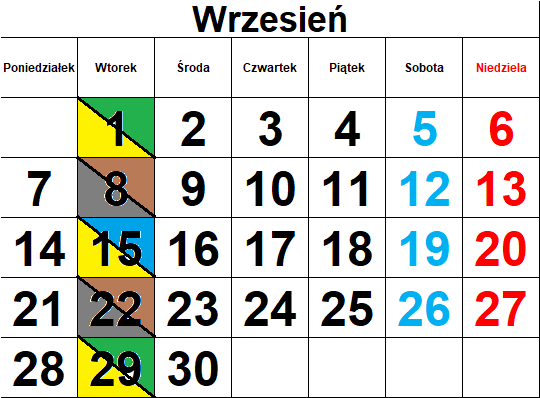 Wrzesień
Poniedziałek Wtorek Środa Czwartek Piątek Sobota Niedziela
1 2 3 4 5 6
7 8 9 10 11 12 13
14 15 16 17 18 19 20
21 22 23 24 25 26 27
28 29 30